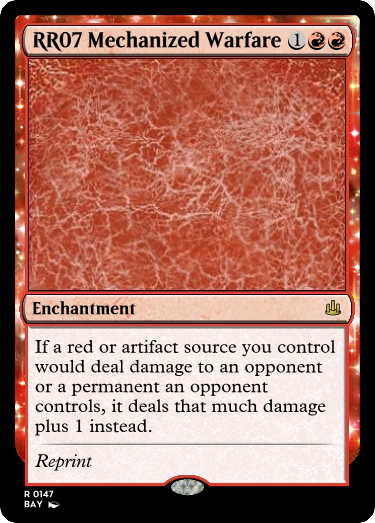 RR07 Mechanized Warfare 1
Enchantment
If a red or artifact source you control
would deal damage to an opponent
or a permanent an opponent
controls, it deals that much damage
plus 1 instead.
Reprint
R 0147
BAY